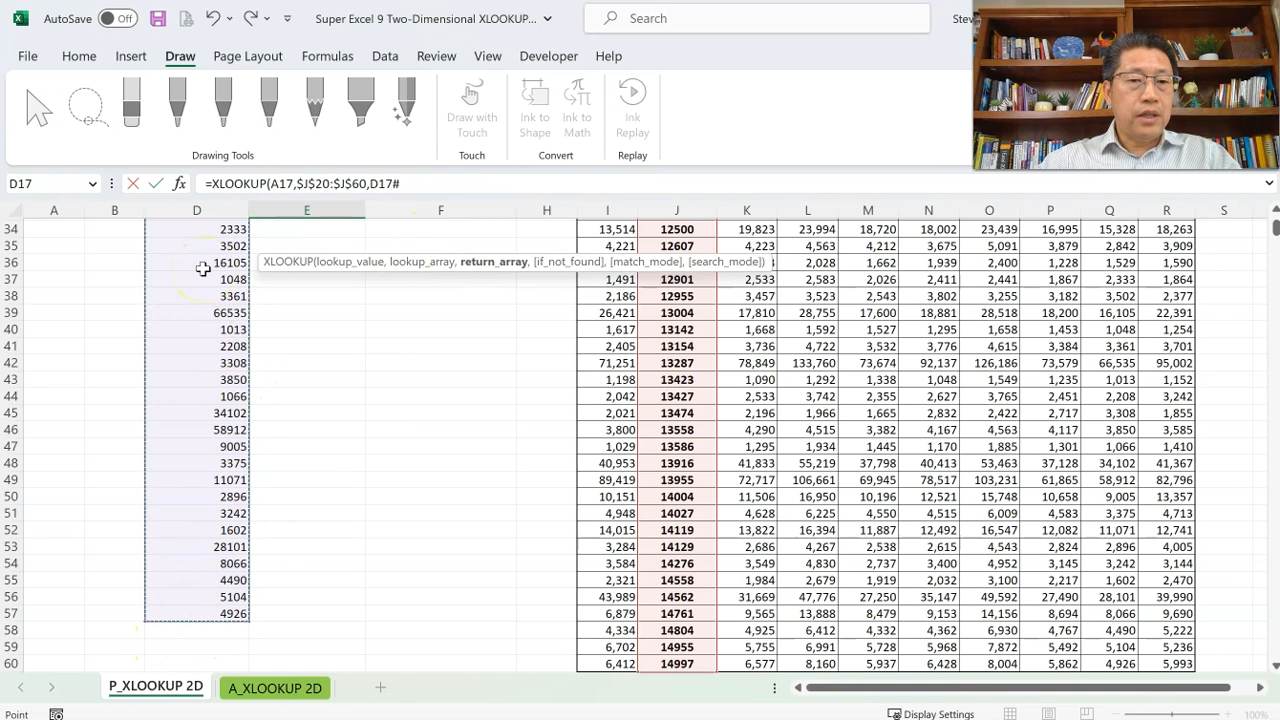 AutoSave Off Super Excel 9 Two-Dimensional XLOOKUP... Search Stev
File Home Insert Draw Page Layout Formulas Data Review View Developer Help
Draw with Touch
Ink to Shape
Ink to Math
Ink Replay
Drawing Tools Touch Convert Replay
D17 fx =XLOOKUP(A17,$J$20:$J$60,D17#
A B D E F H I J K L M N O P Q R S
34 2333 13,514 12500 19,823 23,994 18,720 18,002 23,439 16,995 15,328 18,263
35 3502 4,221 12607 4,223 4,563 4,212 3,675 5,091 3,879 2,842 3,909
XLOOKUP(lookup_value, lookup_array, return_array, [if_not_found], [match_mode], [search_mode])
36 16105 2,028 1,662 1,939 2,400 1,228 1,529 1,590
37 1048 1,491 12901 2,533 2,583 2,026 2,411 2,441 1,867 2,233 1,864
38 3361 2,186 12955 3,457 3,523 2,543 3,802 3,255 3,182 3,502 2,377
39 66535 26,421 13004 17,810 28,755 17,600 18,881 28,518 18,200 16,105 22,391
40 1013 1,617 13142 1,668 1,592 1,527 1,295 1,658 1,453 1,048 1,254
41 2208 2,405 13154 3,736 4,722 3,532 3,776 4,615 3,384 3,361 3,701
42 3308 71,251 13287 78,849 133,760 73,674 92,137 126,186 73,579 66,535 95,002
43 3850 1,198 13423 1,090 1,292 1,338 1,048 1,549 1,235 1,013 1,152
44 1066 2,042 13427 2,533 3,742 2,355 2,627 3,765 2,451 2,208 3,242
45 34102 2,021 13474 2,196 1,966 1,665 2,832 2,422 2,717 3,308 1,855
46 58912 3,800 13558 4,290 4,515 3,382 4,167 4,563 4,117 3,850 3,585
47 9005 1,029 13586 1,295 1,934 1,445 1,170 1,885 1,301 1,066 1,410
48 3375 40,953 13916 41,833 55,219 37,798 40,413 53,463 37,128 34,102 41,367
49 11071 89,419 13955 72,717 106,661 69,945 78,517 103,231 61,865 58,912 82,796
50 2896 10,151 14004 11,506 16,950 10,196 12,521 15,748 10,658 9,005 13,357
51 3242 4,948 14027 4,628 6,225 4,550 4,515 6,009 4,583 3,375 4,713
52 1602 14,015 14119 13,822 16,394 11,887 12,492 16,547 12,082 11,071 12,741
53 28101 3,284 14129 2,686 4,267 2,538 2,615 4,543 2,824 2,896 4,005
54 8066 3,584 14276 3,549 4,830 2,737 3,400 4,952 3,145 3,242 3,144
55 4490 2,321 14558 1,984 2,679 1,919 2,032 3,100 2,217 1,602 2,470
56 5104 43,989 14562 31,669 47,776 27,250 35,167 49,592 27,490 28,101 39,990
57 4926 6,879 14761 9,565 13,888 8,479 9,153 14,156 8,694 8,066 9,690
58 4,334 14804 4,925 6,412 4,332 4,362 6,930 4,767 4,490 5,222
59 6,702 14955 5,755 6,991 5,728 5,968 7,872 5,492 5,104 5,236
60 6,412 14997 6,577 8,160 5,937 6,428 8,004 5,862 4,926 5,993
P_XLOOKUP 2D A_XLOOKUP 2D
Point Display Settings 100%